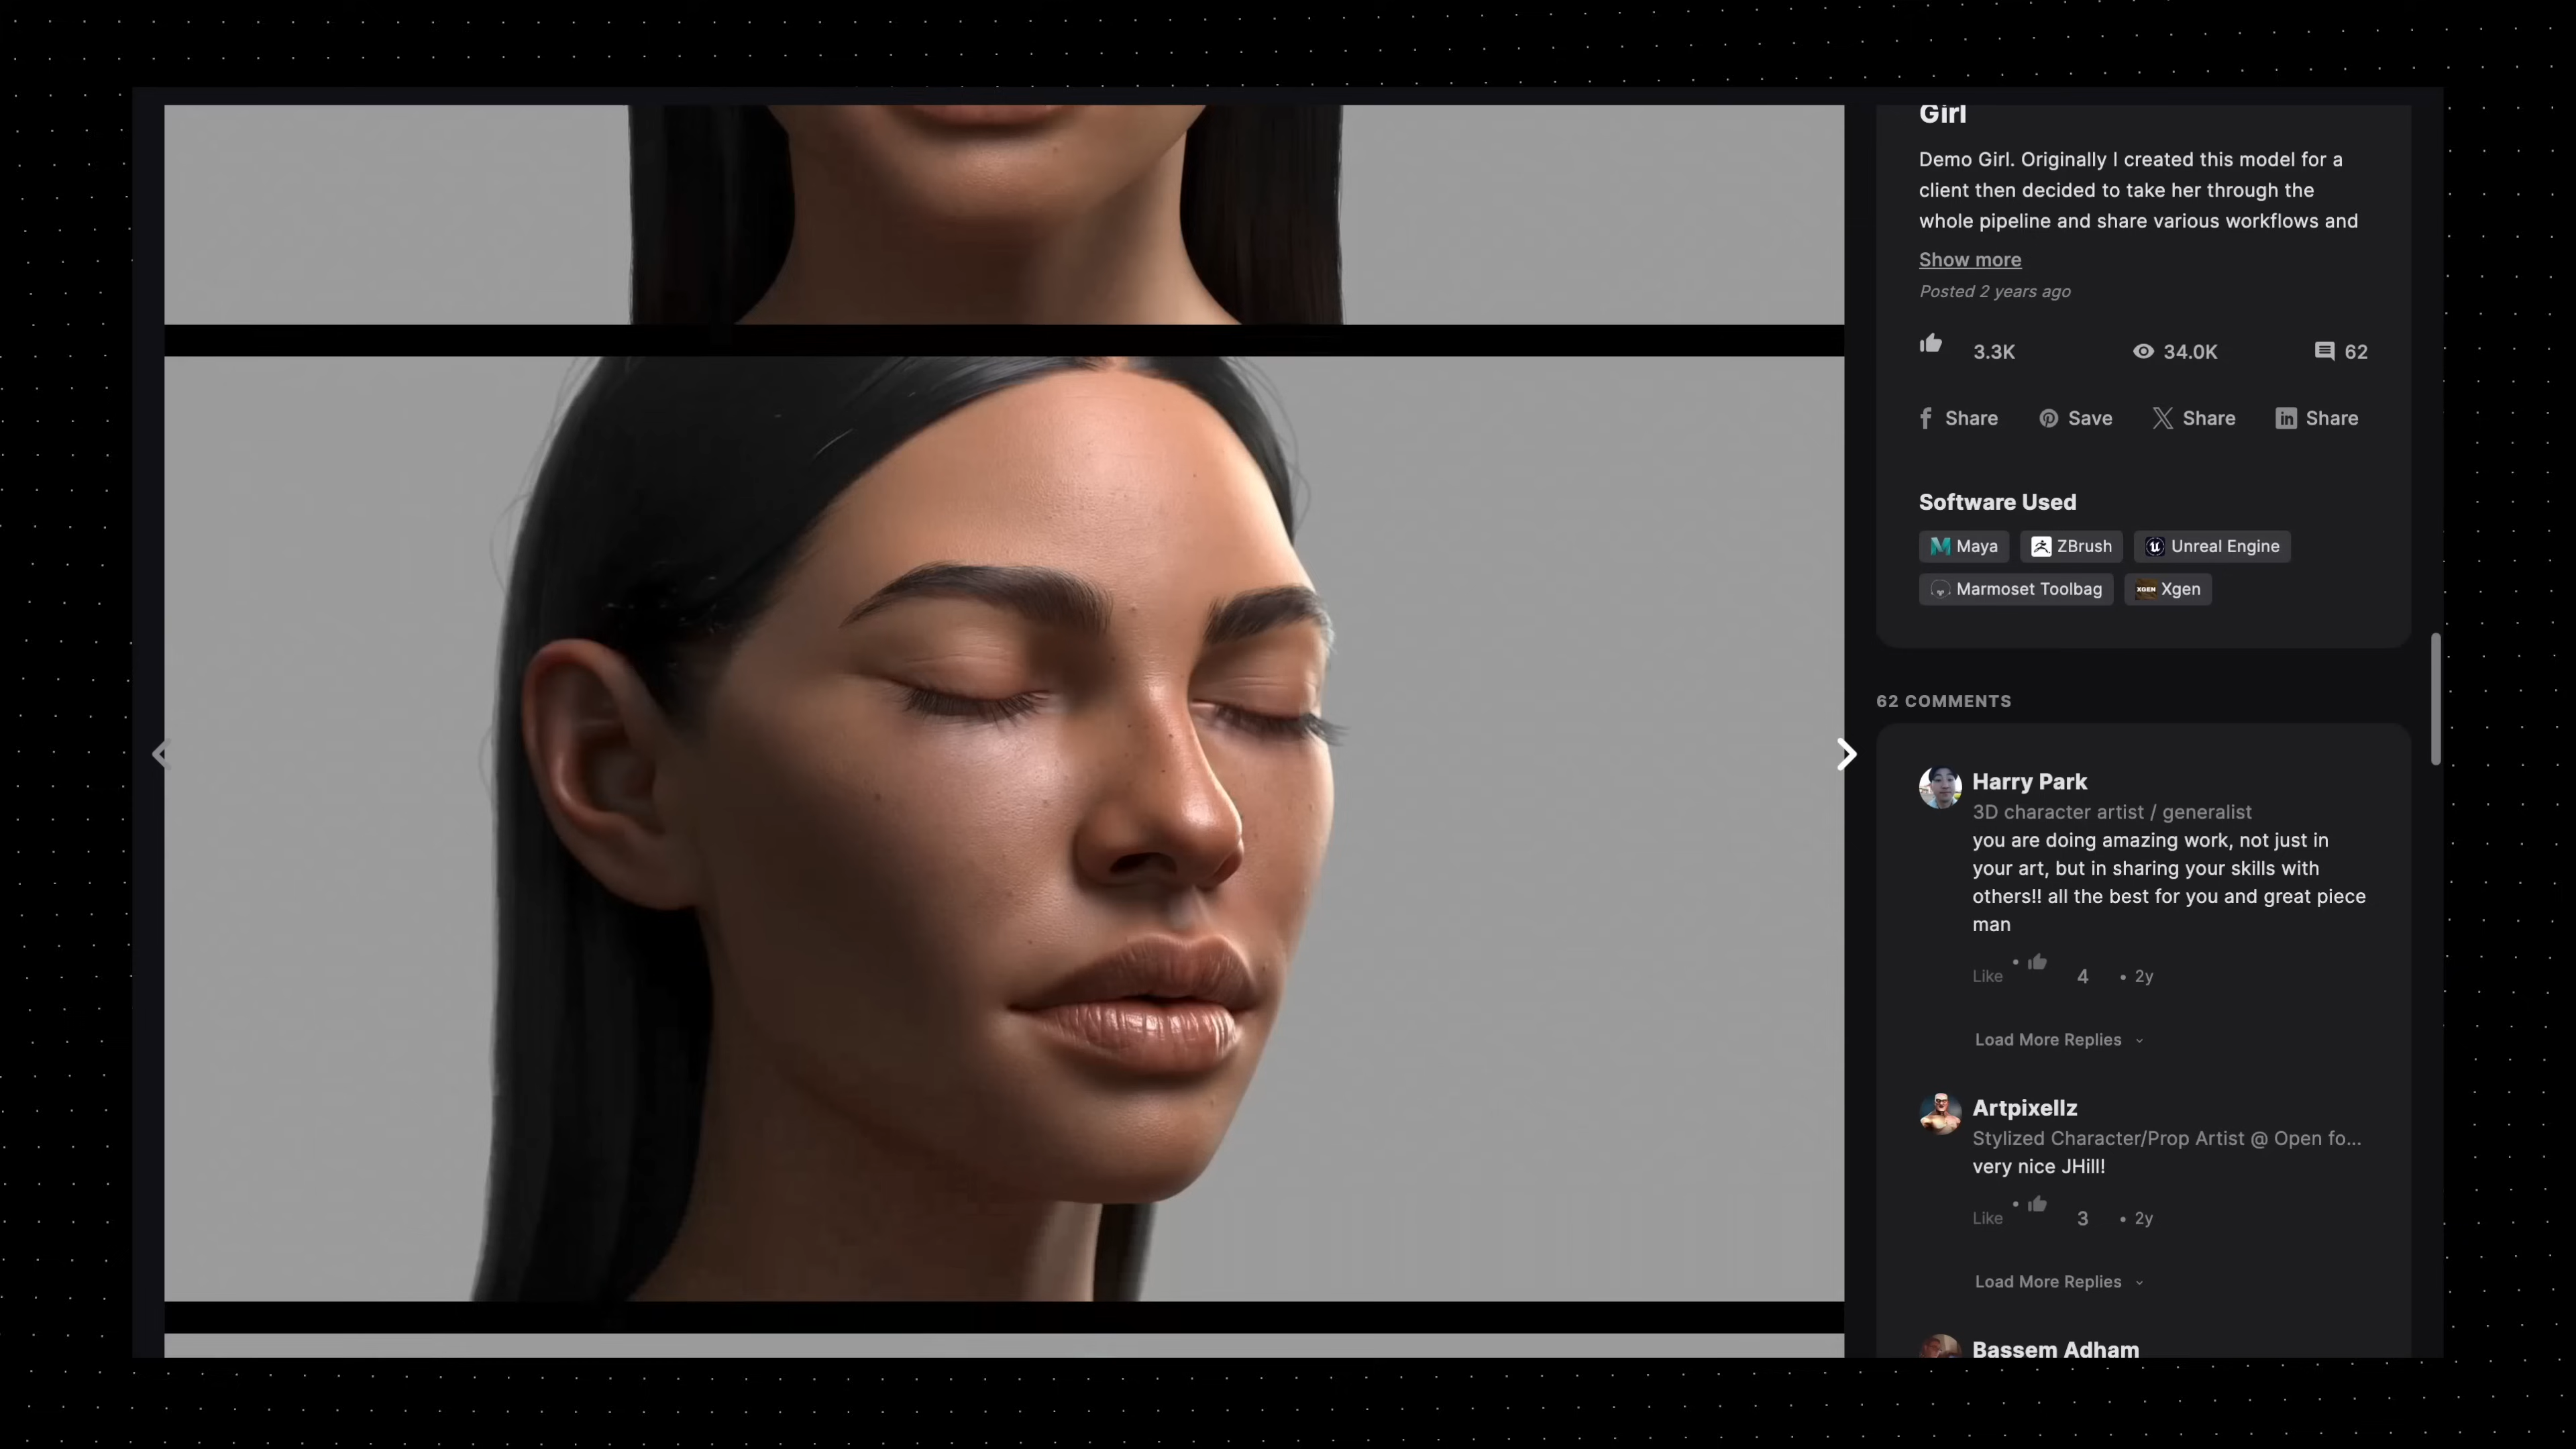 Girl
Demo Girl. Originally I created this model for a
client then decided to take her through the
whole pipeline and share various workflows and
Show more
Posted 2 years ago
3.3K 34.0K 62
Share Save Share Share
Software Used
Maya ZBrush Unreal Engine
Marmoset Toolbag XGEN Xgen
62 COMMENTS
Harry Park
3D character artist / generalist
you are doing amazing work, not just in
your art, but in sharing your skills with
others!! all the best for you and great piece
man
Like • 4 • 2y
Load More Replies
Artpixellz
Stylized Character/Prop Artist @ Open fo...
very nice JHill!
Like • 3 • 2y
Load More Replies
Bassem Adham